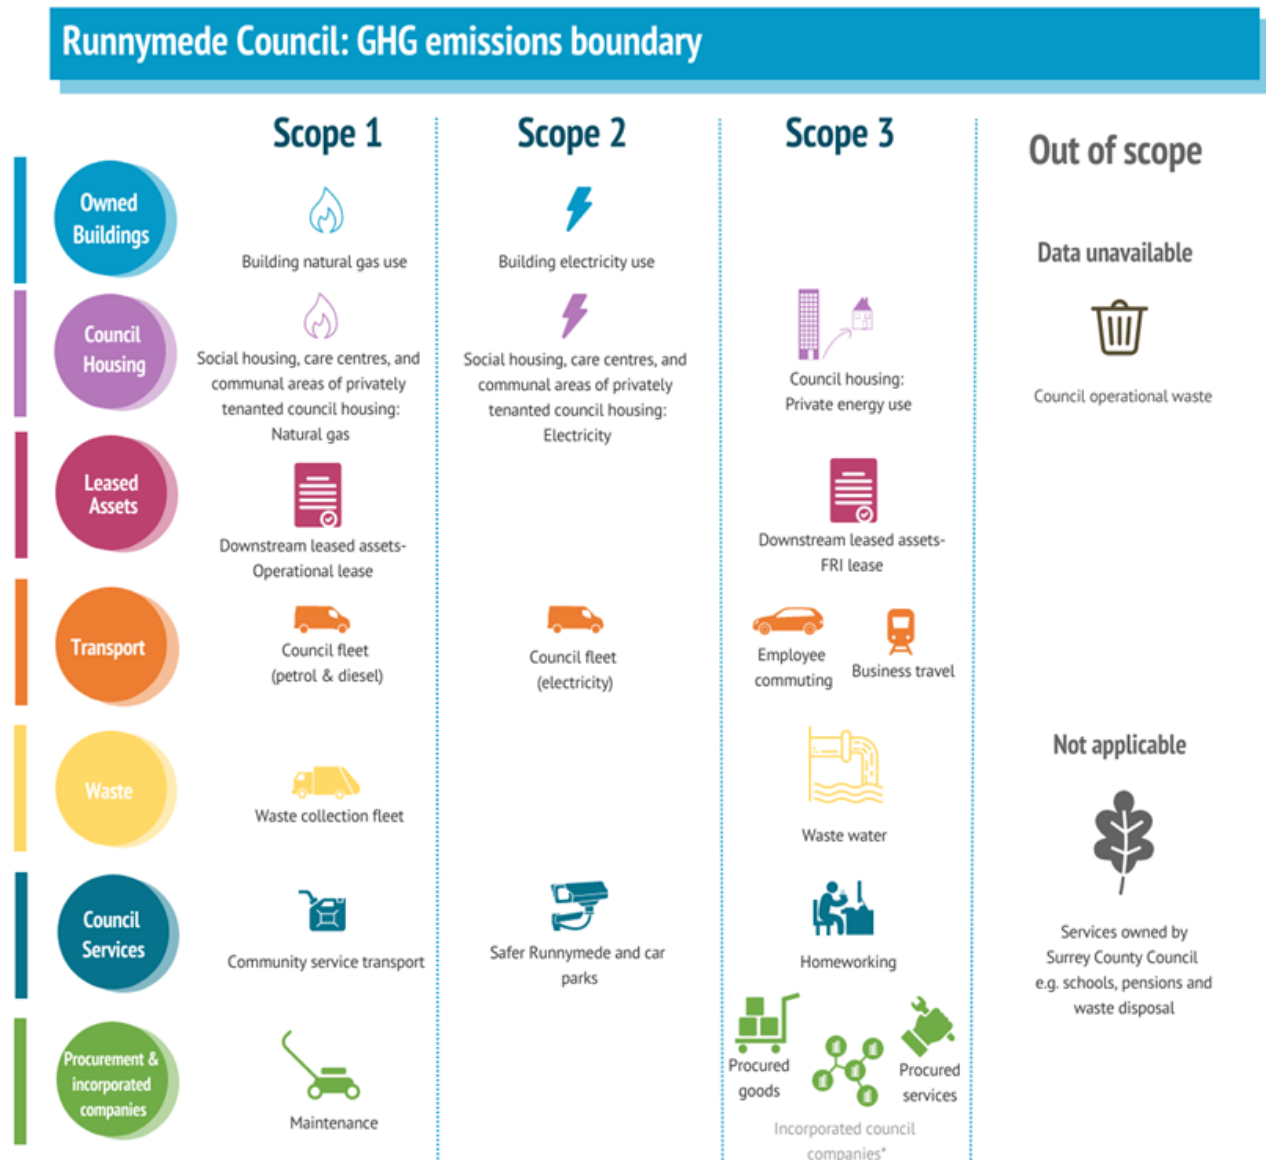 Runnymede Council: GHG emissions boundary
Scope 1
Scope 2
Scope 3
Out of scope
Owned
Buildings
Building natural gas use
Building electricity use
Data unavailable
Council
Housing
Social housing, care centres, and
communal areas of privately
tenanted council housing:
Natural gas
Social housing, care centres, and
communal areas of privately
tenanted council housing:
Electricity
Council housing:
Private energy use
Council operational waste
Leased
Assets
Downstream leased assets-
Operational lease
Downstream leased assets-
FRI lease
Transport
Council fleet
(petrol & diesel)
Council fleet
(electricity)
Employee
commuting
Business travel
Waste
Waste collection fleet
Waste water
Not applicable
Council
Services
Community service transport
Safer Runnymede and car
parks
Homeworking
Services owned by
Surrey County Council
e.g. schools, pensions and
waste disposal
Procurement &
incorporated
companies
Maintenance
Procured
goods
Procured
services
Incorporated council
companies*